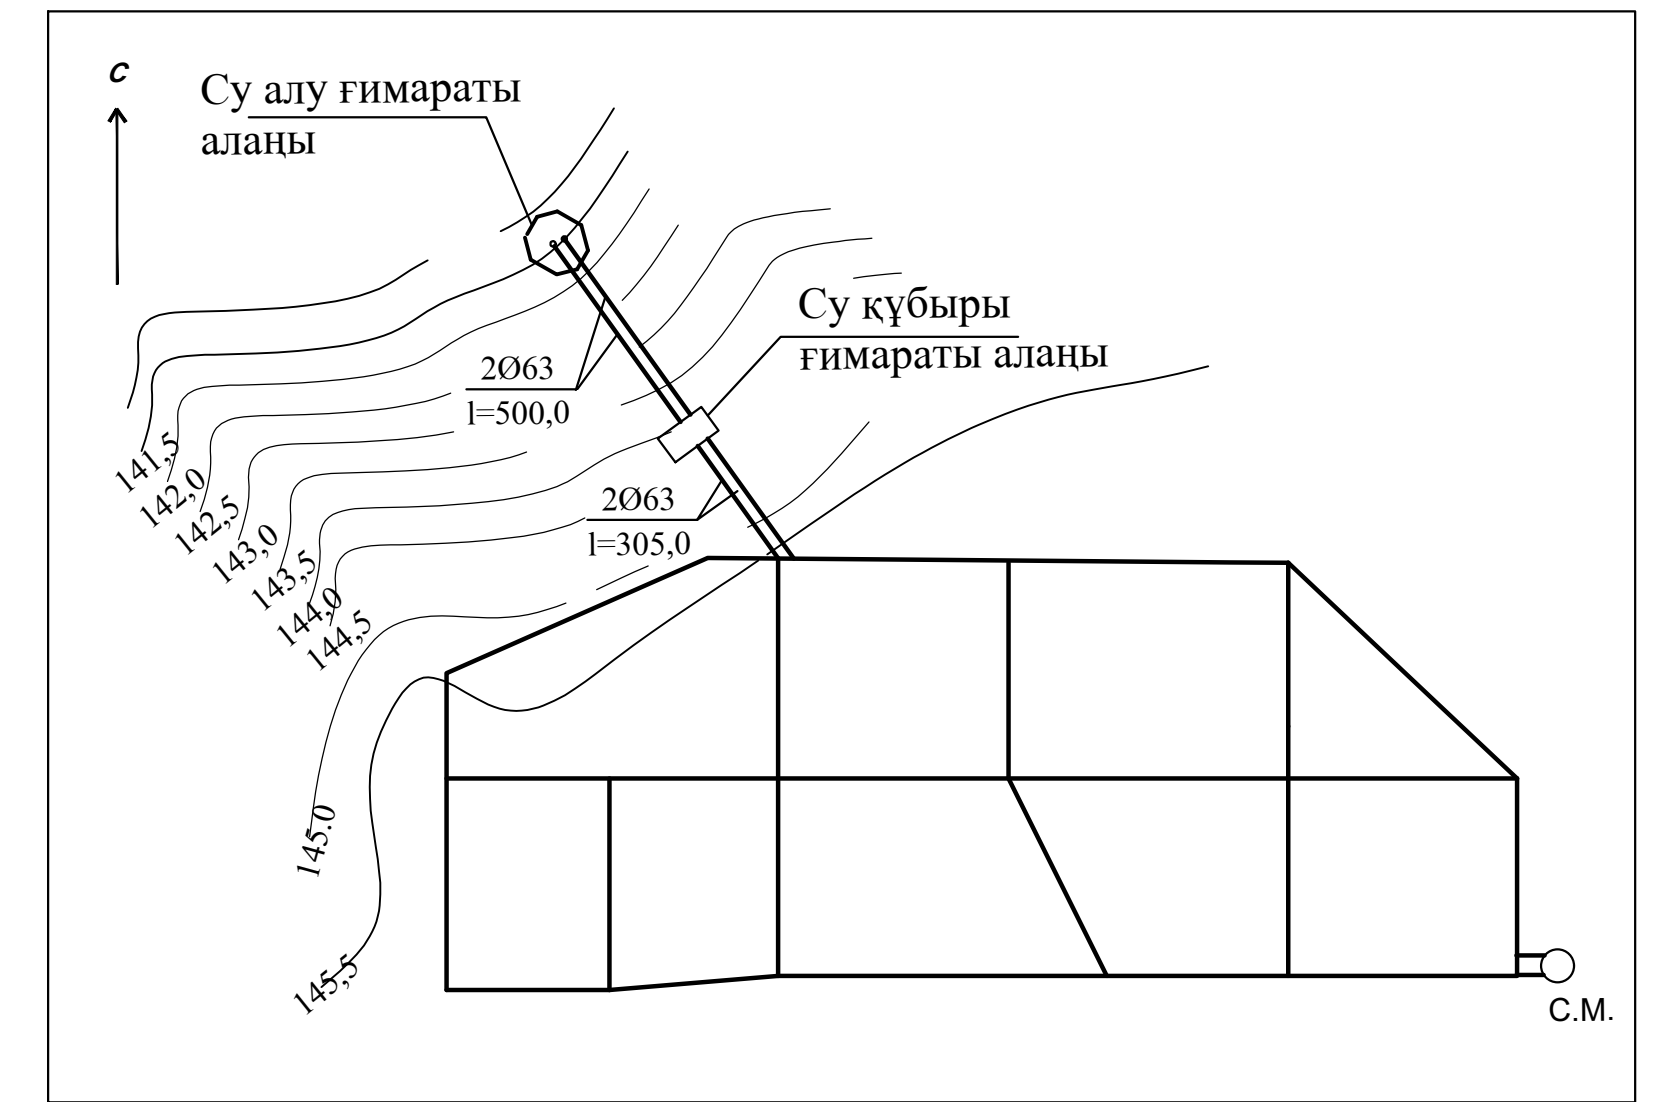 С
Су алу ғимараты
алаңы
Су құбыры
ғимараты алаңы
2Ø63
l=500,0
2Ø63
l=305,0
141,5
142,0
142,5
143,0
143,5
144,0
144,5
145.0
145,5
С.М.